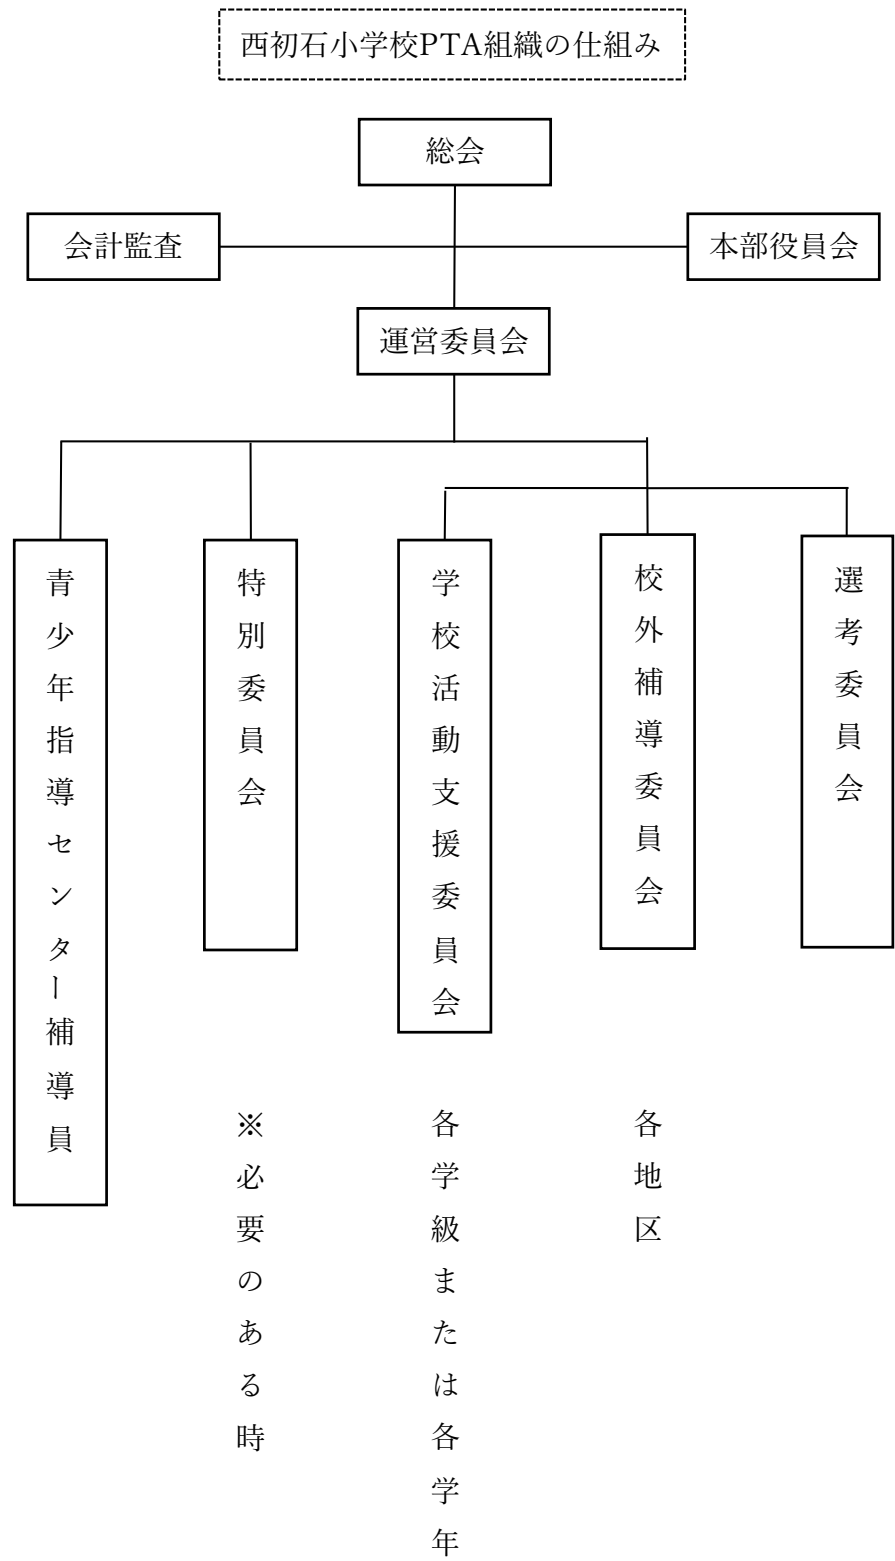 西初石小学校PTA組織の仕組み
総会
会計監査
本部役員会
運営委員会
青少年指導センター補導員
特別委員会
学校活動支援委員会
校外補導委員会
選考委員会
※必要のある時
各学級または各学年
各地区